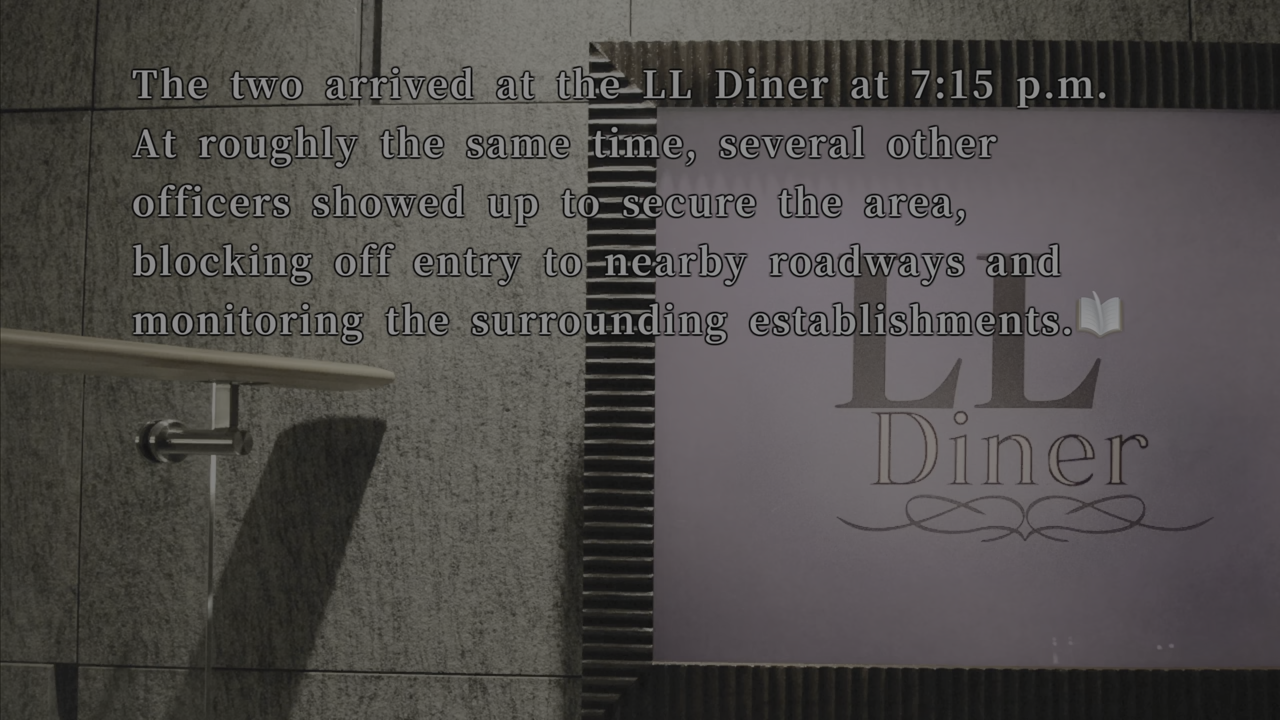 The two arrived at the LL Diner at 7:15 p.m.
At roughly the same time, several other
officers showed up to secure the area,
blocking off entry to nearby roadways and
monitoring the surrounding establishments.
LL
Diner